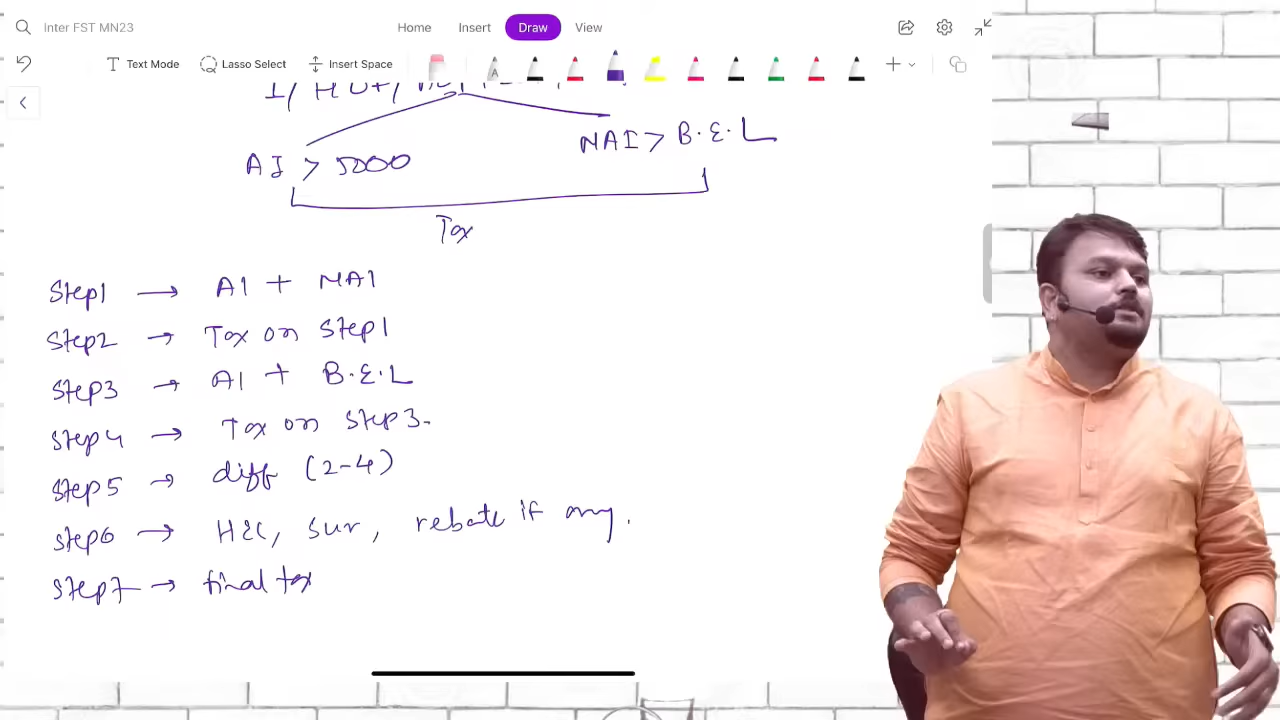 Inter FST MN23
Home Insert Draw View
Text Mode Lasso Select Insert Space
I / HUF /
AI > 5000
NAI > B.E.L
Tax
Step1 → AI + NAI
Step2 → Tax on Step1
Step3 → AI + B.E.L
Step4 → Tax on Step3.
Step5 → diff (2-4)
Step6 → H&C, Sur, rebate if any.
Step7 → final tax